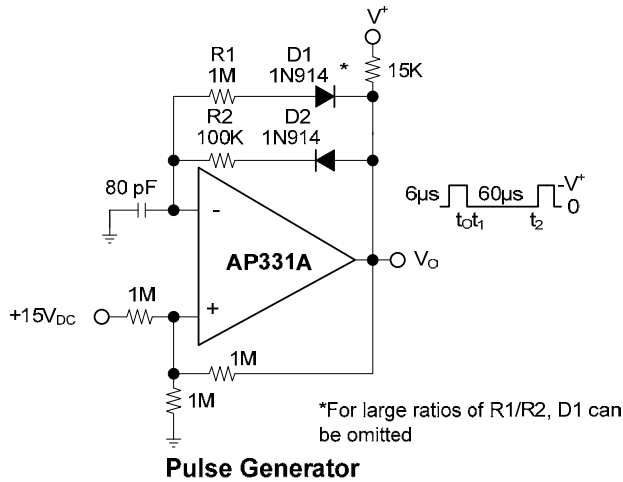 V+
R1
1M
D1
1N914
*
15K
R2
100K
D2
1N914
80 pF
-
AP331A
+
6µs
60µs
-V+
0
tOt1
t2
VO
1M
+15VDC
1M
1M
*For large ratios of R1/R2, D1 can
be omitted
Pulse Generator